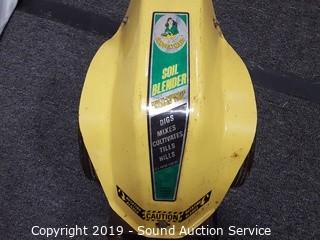 SOIL
BLENDER
DIGS
MIXES
CULTIVATES
TILLS
HILLS
CAUTION
Copyright 2019 - Sound Auction Service